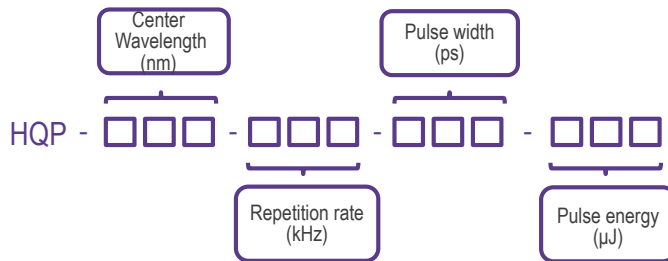 Center
Wavelength
(nm)
Pulse width
(ps)
HQP - - - -
Repetition rate
(kHz)
Pulse energy
(µJ)